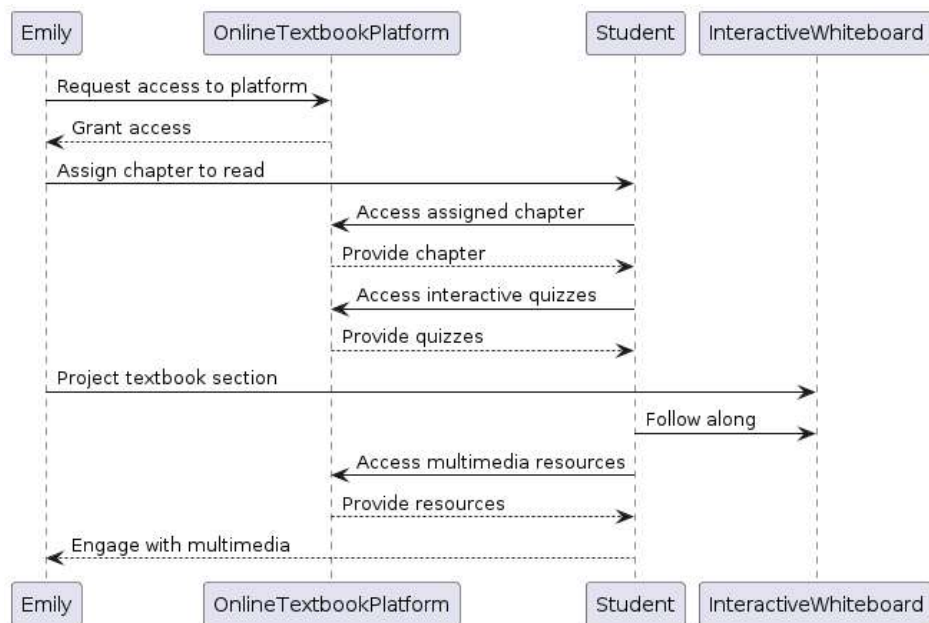 Emily OnlineTextbookPlatform Student InteractiveWhiteboard
Request access to platform
Grant access
Assign chapter to read
Access assigned chapter
Provide chapter
Access interactive quizzes
Provide quizzes
Project textbook section
Follow along
Access multimedia resources
Provide resources
Engage with multimedia
Emily OnlineTextbookPlatform Student InteractiveWhiteboard